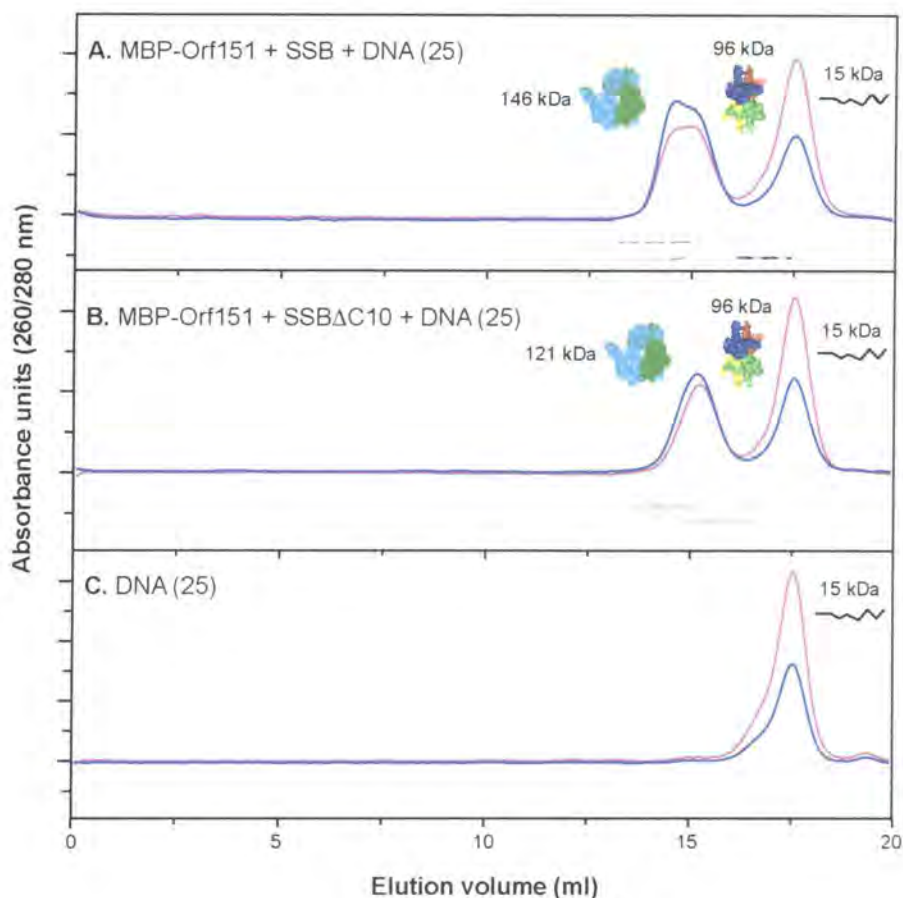 A. MBP-Orf151 + SSB + DNA (25)
96 kDa
15 kDa
146 kDa
B. MBP-Orf151 + SSBΔC10 + DNA (25)
96 kDa
15 kDa
121 kDa
C. DNA (25)
15 kDa
Absorbance units (260/280 nm)
0 5 10 15 20
Elution volume (ml)